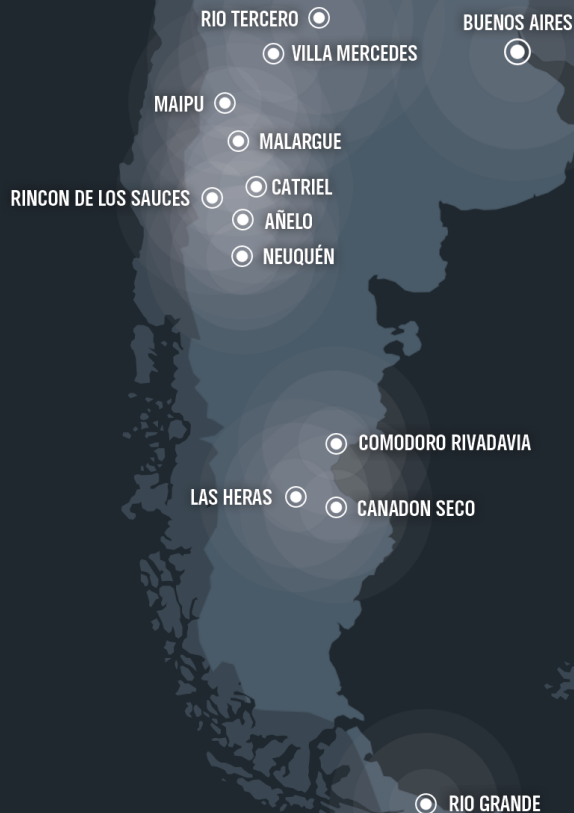 RIO TERCERO
BUENOS AIRES
VILLA MERCEDES
MAIPU
MALARGUE
CATRIEL
RINCON DE LOS SAUCES
AÑELO
NEUQUÉN
COMODORO RIVADAVIA
LAS HERAS
CANADON SECO
RIO GRANDE